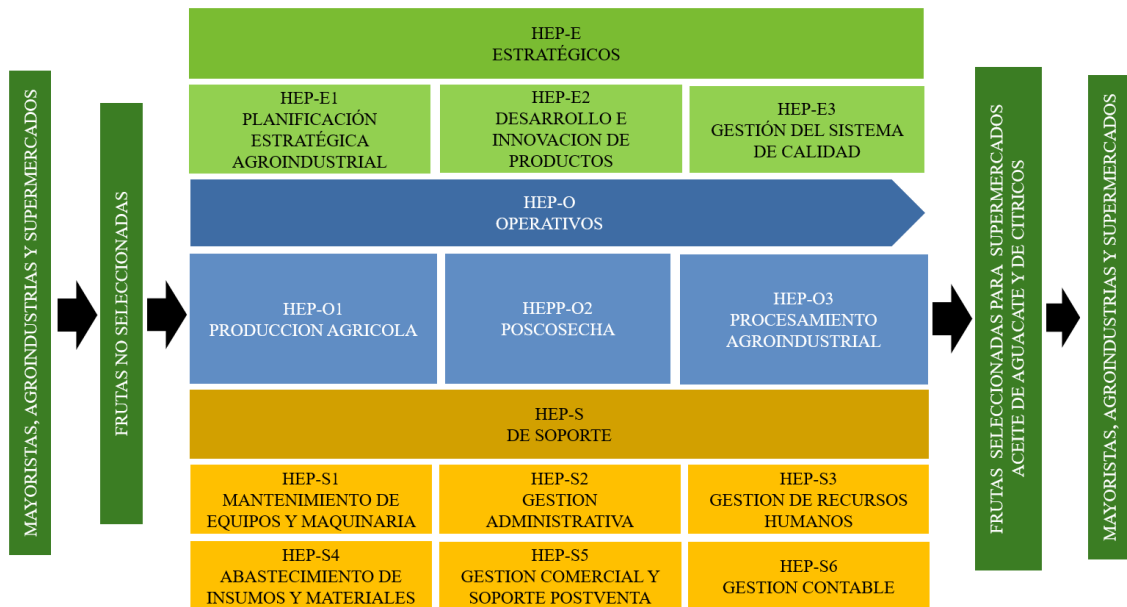 MAYORISTAS, AGROINDUSTRIAS Y SUPERMERCADOS
FRUTAS NO SELECCIONADAS
HEP-E
ESTRATÉGICOS
HEP-E1
PLANIFICACIÓN
ESTRATÉGICA
AGROINDUSTRIAL
HEP-E2
DESARROLLO E
INNOVACION DE
PRODUCTOS
HEP-E3
GESTIÓN DEL SISTEMA
DE CALIDAD
HEP-O
OPERATIVOS
HEP-O1
PRODUCCION AGRICOLA
HEPP-O2
POSCOSECHA
HEP-O3
PROCESAMIENTO
AGROINDUSTRIAL
HEP-S
DE SOPORTE
HEP-S1
MANTENIMIENTO DE
EQUIPOS Y MAQUINARIA
HEP-S2
GESTION
ADMINISTRATIVA
HEP-S3
GESTION DE RECURSOS
HUMANOS
HEP-S4
ABASTECIMIENTO DE
INSUMOS Y MATERIALES
HEP-S5
GESTION COMERCIAL Y
SOPORTE POSTVENTA
HEP-S6
GESTION CONTABLE
FRUTAS SELECCIONADAS PARA SUPERMERCADOS
ACEITE DE AGUACATE Y DE CITRICOS
MAYORISTAS, AGROINDUSTRIAS Y SUPERMERCADOS